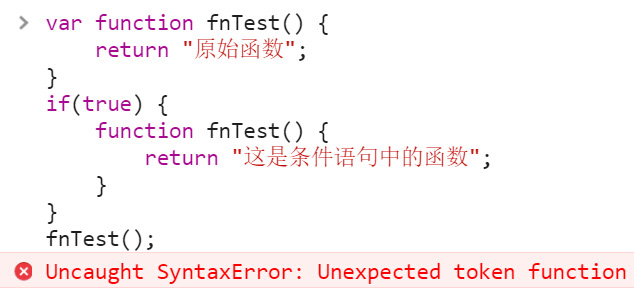 > var function fnTest() {
return "原始函数";
}
if(true) {
function fnTest() {
return "这是条件语句中的函数";
}
}
fnTest();
Uncaught SyntaxError: Unexpected token function